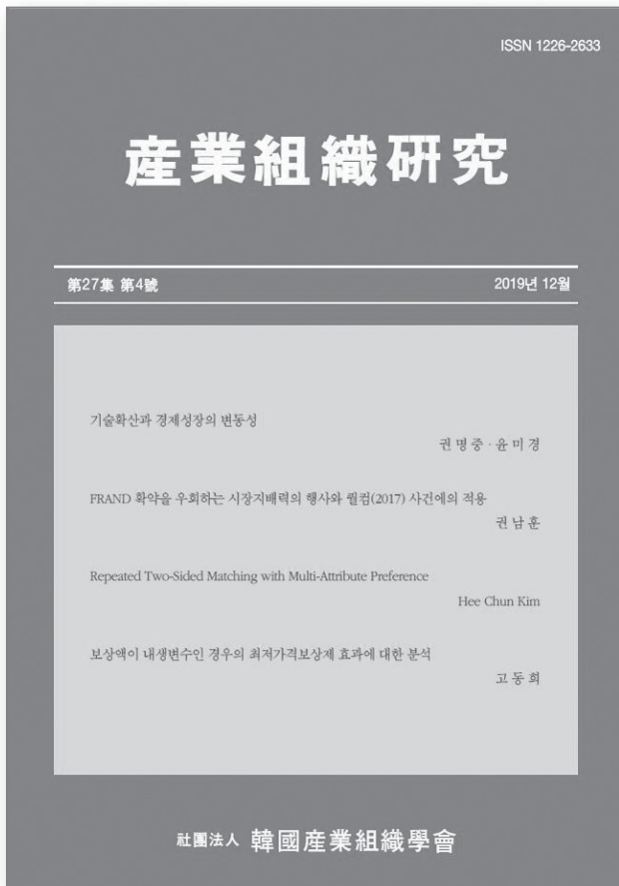 ISSN 1226-2633
産業組織研究
第27集 第4號
2019년 12월
기술확산과 경제성장의 변동성
권명중 · 윤미경
FRAND 확약을 우회하는 시장지배력의 행사와 퀄컴(2017) 사건에의 적용
권남훈
Repeated Two-Sided Matching with Multi-Attribute Preference
Hee Chun Kim
보상액이 내생변수인 경우의 최저가격보상제 효과에 대한 분석
고동희
社團法人 韓國産業組織學會